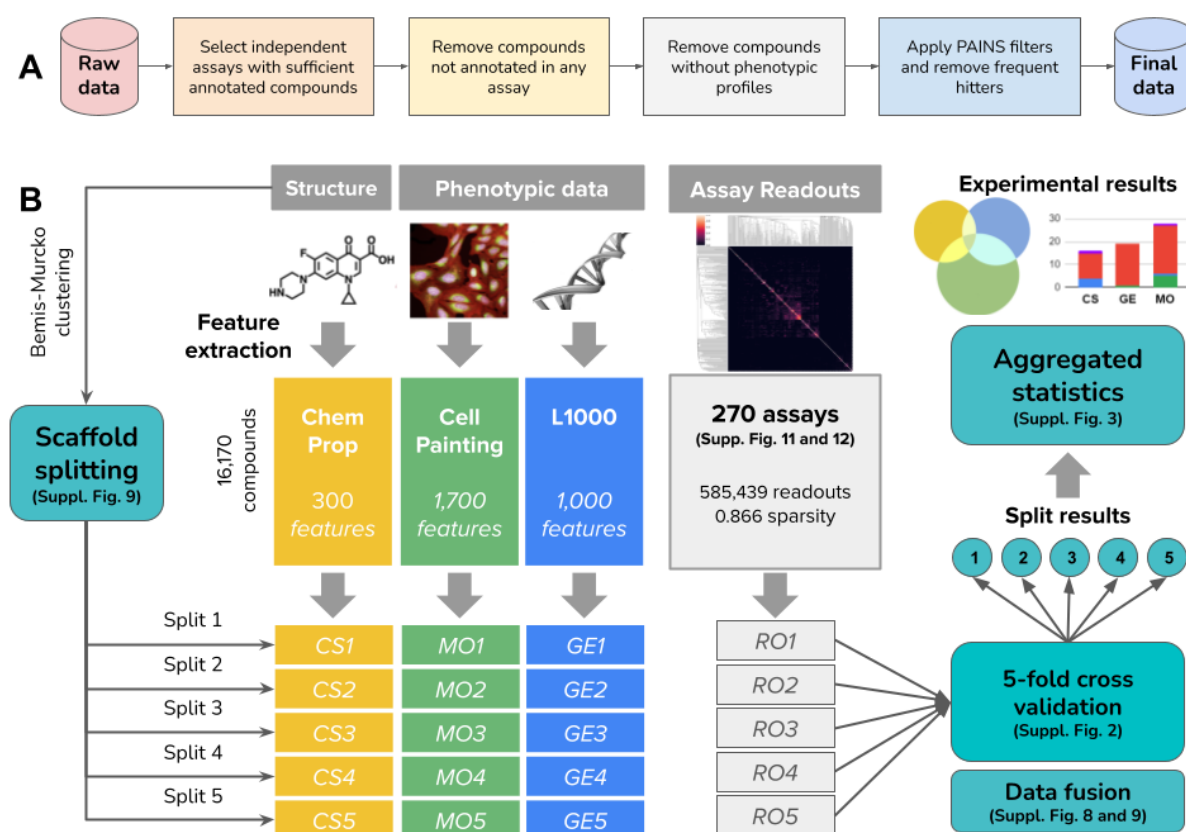 A
Raw
data
Select independent
assays with sufficient
annotated compounds
Remove compounds
not annotated in any
assay
Remove compounds
without phenotypic
profiles
Apply PAINS filters
and remove frequent
hitters
Final
data
B
Structure
Phenotypic data
Assay Readouts
Experimental results
Bemis-Murcko
clustering
F
O
O
OH
N
N
HN
30
20
10
0
CS
GE
MO
Feature
extraction
Scaffold
splitting
(Suppl. Fig. 9)
16,170
compounds
Chem
Prop
300
features
Cell
Painting
1,700
features
L1000
1,000
features
270 assays
(Supp. Fig. 11 and 12)
585,439 readouts
0.866 sparsity
Aggregated
statistics
(Suppl. Fig. 3)
Split results
1
2
3
4
5
Split 1
Split 2
Split 3
Split 4
Split 5
CS1
MO1
GE1
RO1
CS2
MO2
GE2
RO2
CS3
MO3
GE3
RO3
CS4
MO4
GE4
RO4
CS5
MO5
GE5
RO5
5-fold cross
validation
(Suppl. Fig. 2)
Data fusion
(Suppl. Fig. 8 and 9)